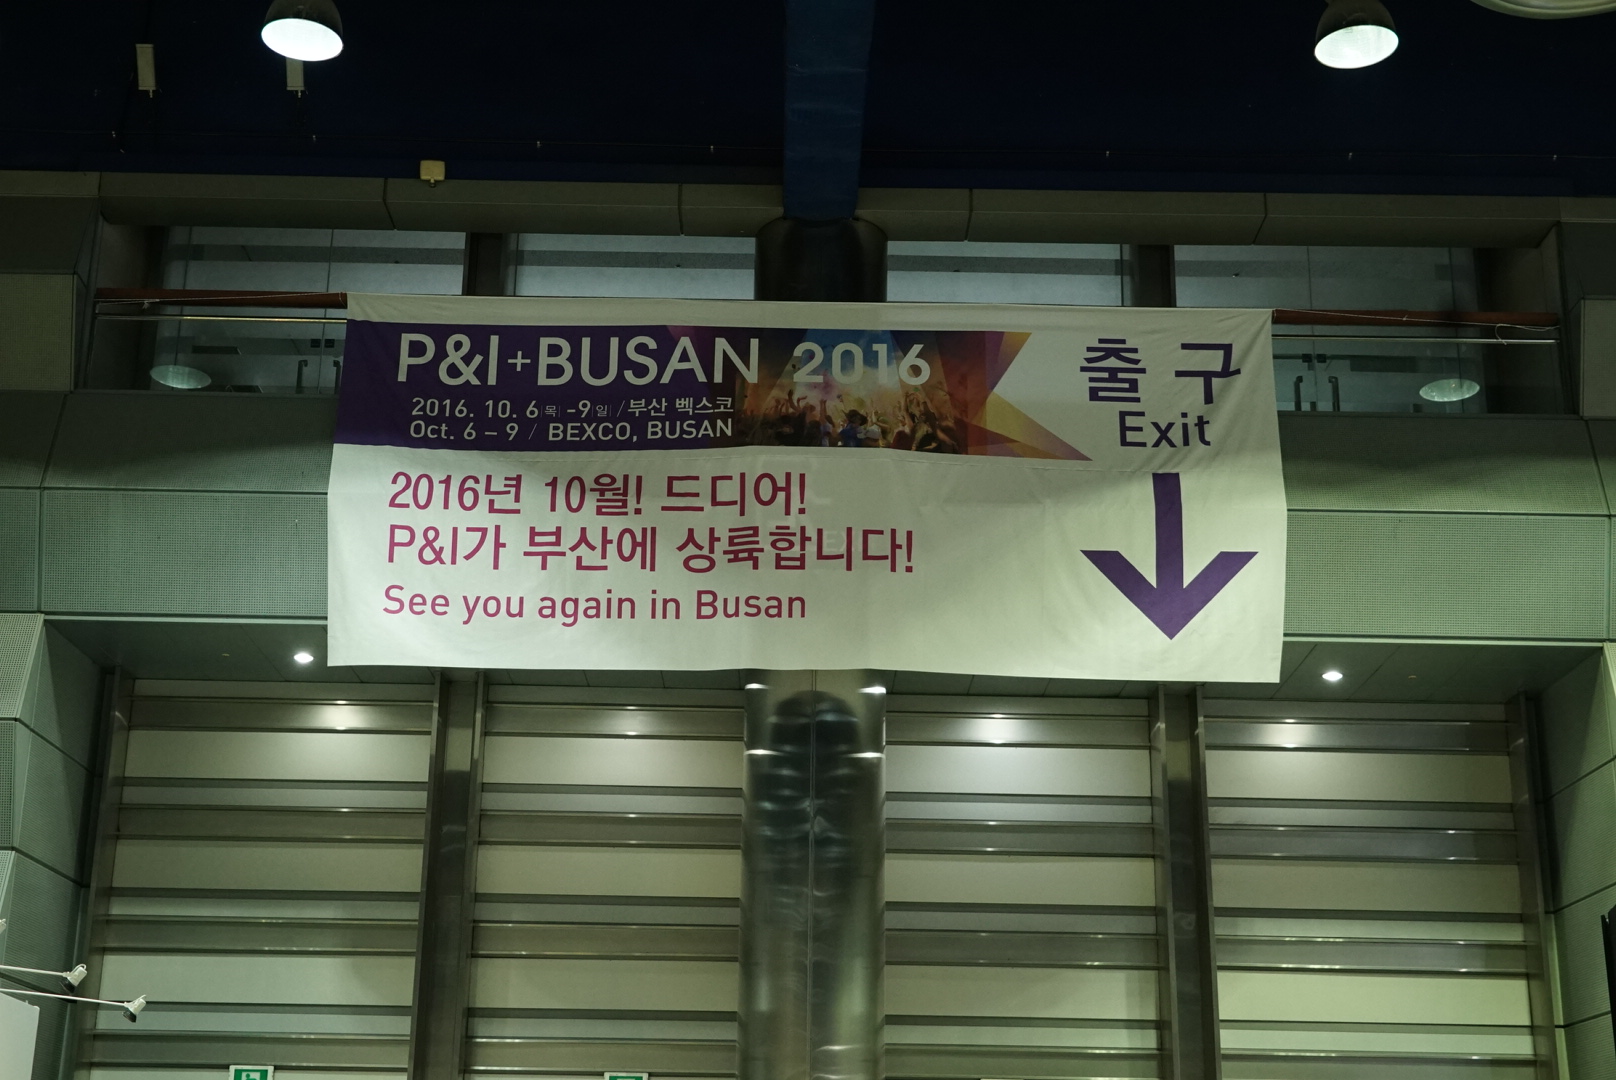 P&I+BUSAN 2016
2016. 10. 6|목| -9|일| / 부산 벡스코
Oct. 6 – 9 / BEXCO, BUSAN
2016년 10월! 드디어!
P&I가 부산에 상륙합니다!
See you again in Busan
출구
Exit